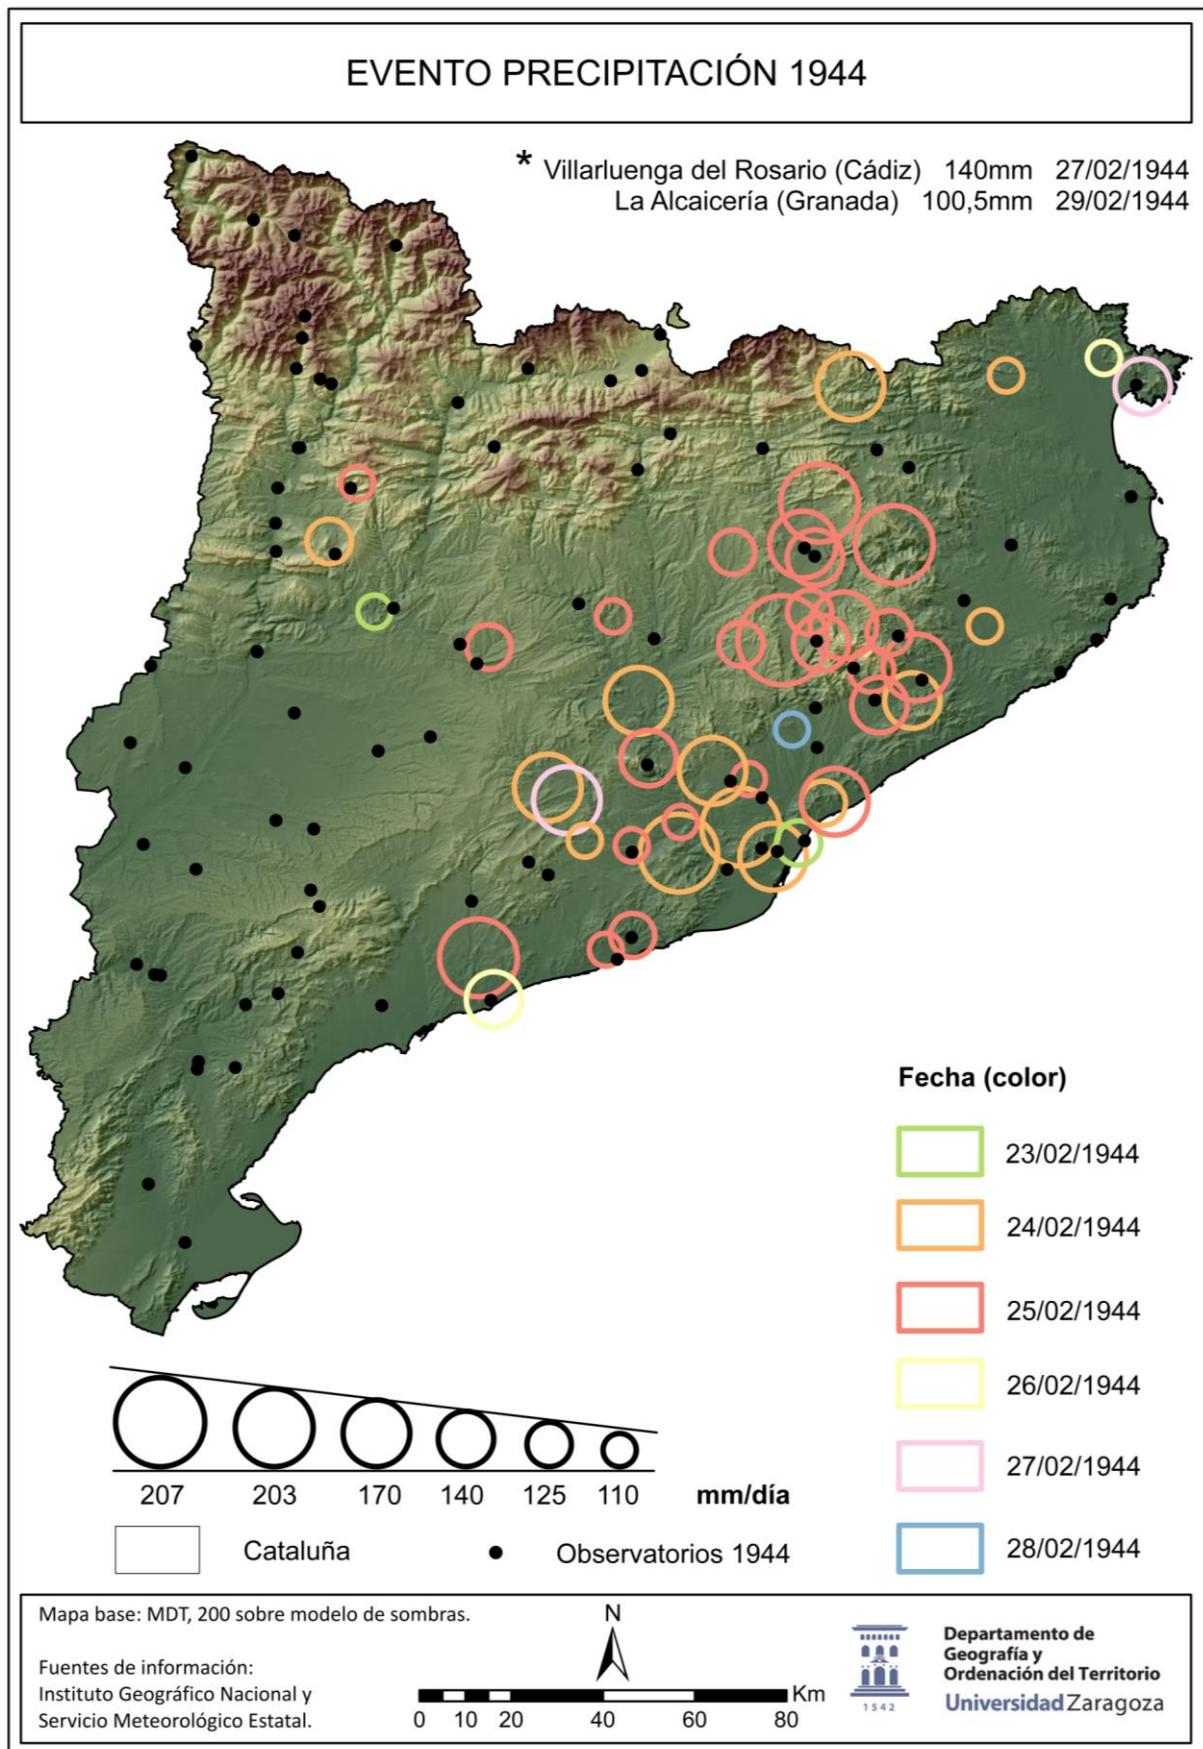 EVENTO PRECIPITACIÓN 1944
* Villarluenga del Rosario (Cádiz) 140mm 27/02/1944
La Alcaicería (Granada) 100,5mm 29/02/1944
Fecha (color)
23/02/1944
24/02/1944
25/02/1944
26/02/1944
27/02/1944
28/02/1944
207 203 170 140 125 110 mm/día
Cataluña Observatorios 1944
Mapa base: MDT, 200 sobre modelo de sombras.
Fuentes de información:
Instituto Geográfico Nacional y
Servicio Meteorológico Estatal.
N
Km
0 10 20 40 60 80
1542
Departamento de
Geografía y
Ordenación del Territorio
Universidad Zaragoza